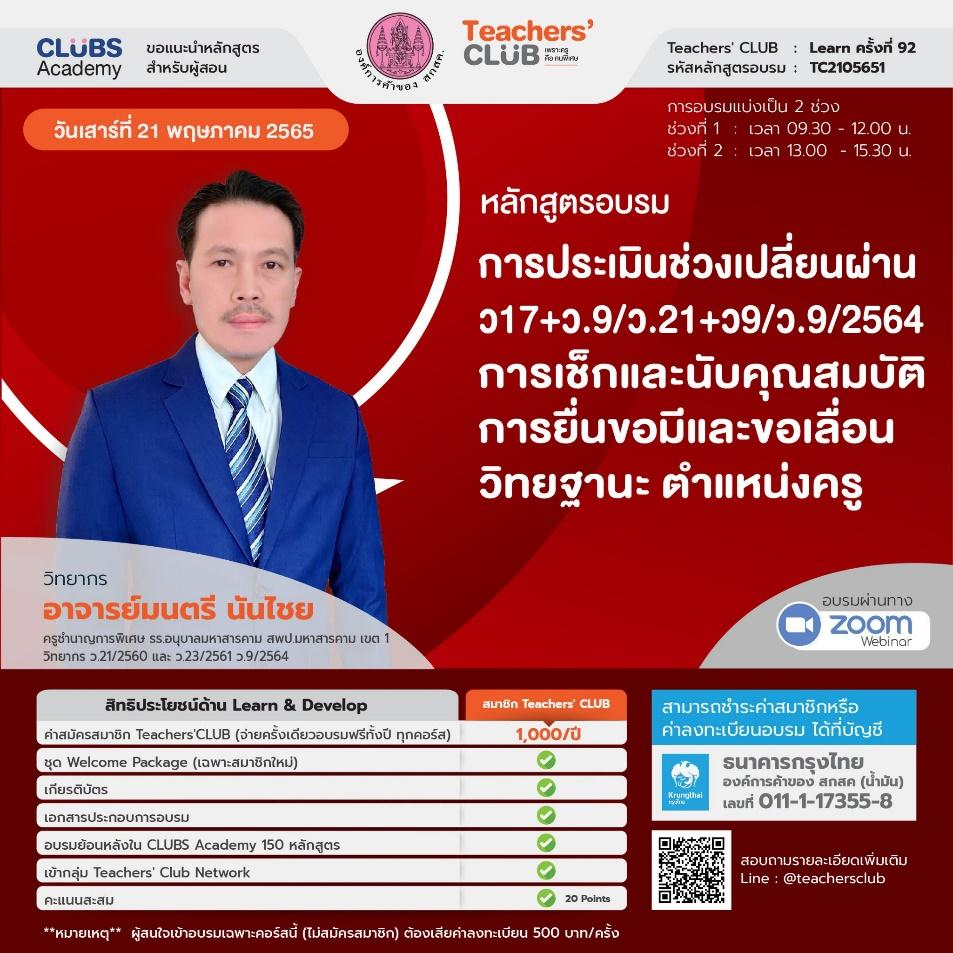 CLUBS
Academy
ขอแนะนำหลักสูตร
สำหรับผู้สอน
องค์การค้าของ สกสค.
Teachers'
CLUB
เพราะครู
คือ คนพิเศษ
Teachers' CLUB : Learn ครั้งที่ 92
รหัสหลักสูตรอบรม : TC2105651
วันเสาร์ที่ 21 พฤษภาคม 2565
การอบรมแบ่งเป็น 2 ช่วง
ช่วงที่ 1 : เวลา 09.30 - 12.00 น.
ช่วงที่ 2 : เวลา 13.00 - 15.30 น.
หลักสูตรอบรม
การประเมินช่วงเปลี่ยนผ่าน
ว17+ว.9/ว.21+ว9/ว.9/2564
การเช็กและนับคุณสมบัติ
การยื่นขอมีและขอเลื่อน
วิทยฐานะ ตำแหน่งครู
วิทยากร
อาจารย์มนตรี นันไชย
ครูชำนาญการพิเศษ รร.อนุบาลมหาสารคาม สพป.มหาสารคาม เขต 1
วิทยากร ว.21/2560 และ ว.23/2561 ว.9/2564
อบรมผ่านทาง
zoom
Webinar
สิทธิประโยชน์ด้าน Learn & Develop
สมาชิก Teachers' CLUB
ค่าสมัครสมาชิก Teachers'CLUB (จ่ายครั้งเดียวอบรมฟรีทั้งปี ทุกคอร์ส)
1,000/ปี
ชุด Welcome Package (เฉพาะสมาชิกใหม่)
เกียรติบัตร
เอกสารประกอบการอบรม
อบรมย้อนหลังใน CLUBS Academy 150 หลักสูตร
เข้ากลุ่ม Teachers' Club Network
คะแนนสะสม
20 Points
สามารถชำระค่าสมาชิกหรือ
ค่าลงทะเบียนอบรม ได้ที่บัญชี
Krungthai
กรุงไทย
ธนาคารกรุงไทย
องค์การค้าของ สกสค (น้ำมัน)
เลขที่ 011-1-17355-8
สอบถามรายละเอียดเพิ่มเติม
Line : @teachersclub
**หมายเหตุ** ผู้สนใจเข้าอบรมเฉพาะคอร์สนี้ (ไม่สมัครสมาชิก) ต้องเสียค่าลงทะเบียน 500 บาท/ครั้ง